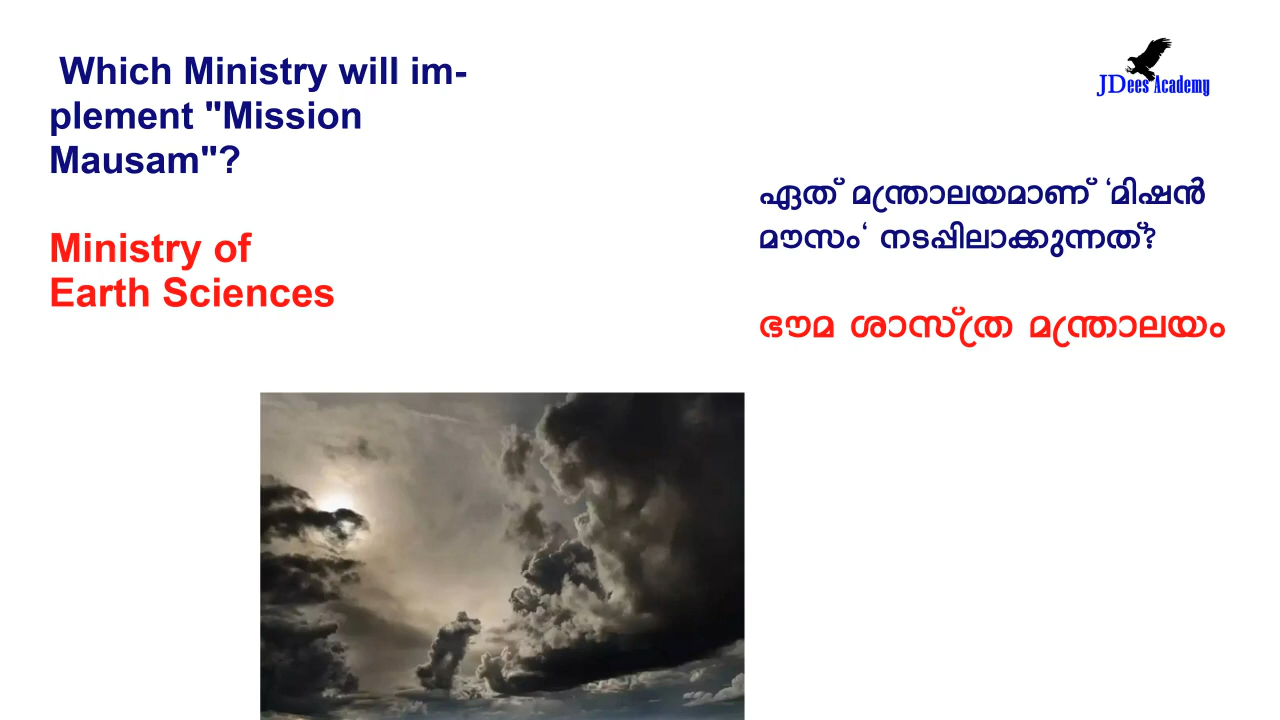 Which Ministry will im-
plement "Mission
Mausam"?
Ministry of
Earth Sciences
JDees Academy
ഏത് മന്ത്രാലയമാണ് ‘മിഷൻ
മൗസം‘ നടപ്പിലാക്കുന്നത്?
ഭൗമ ശാസ്ത്ര മന്ത്രാലയം